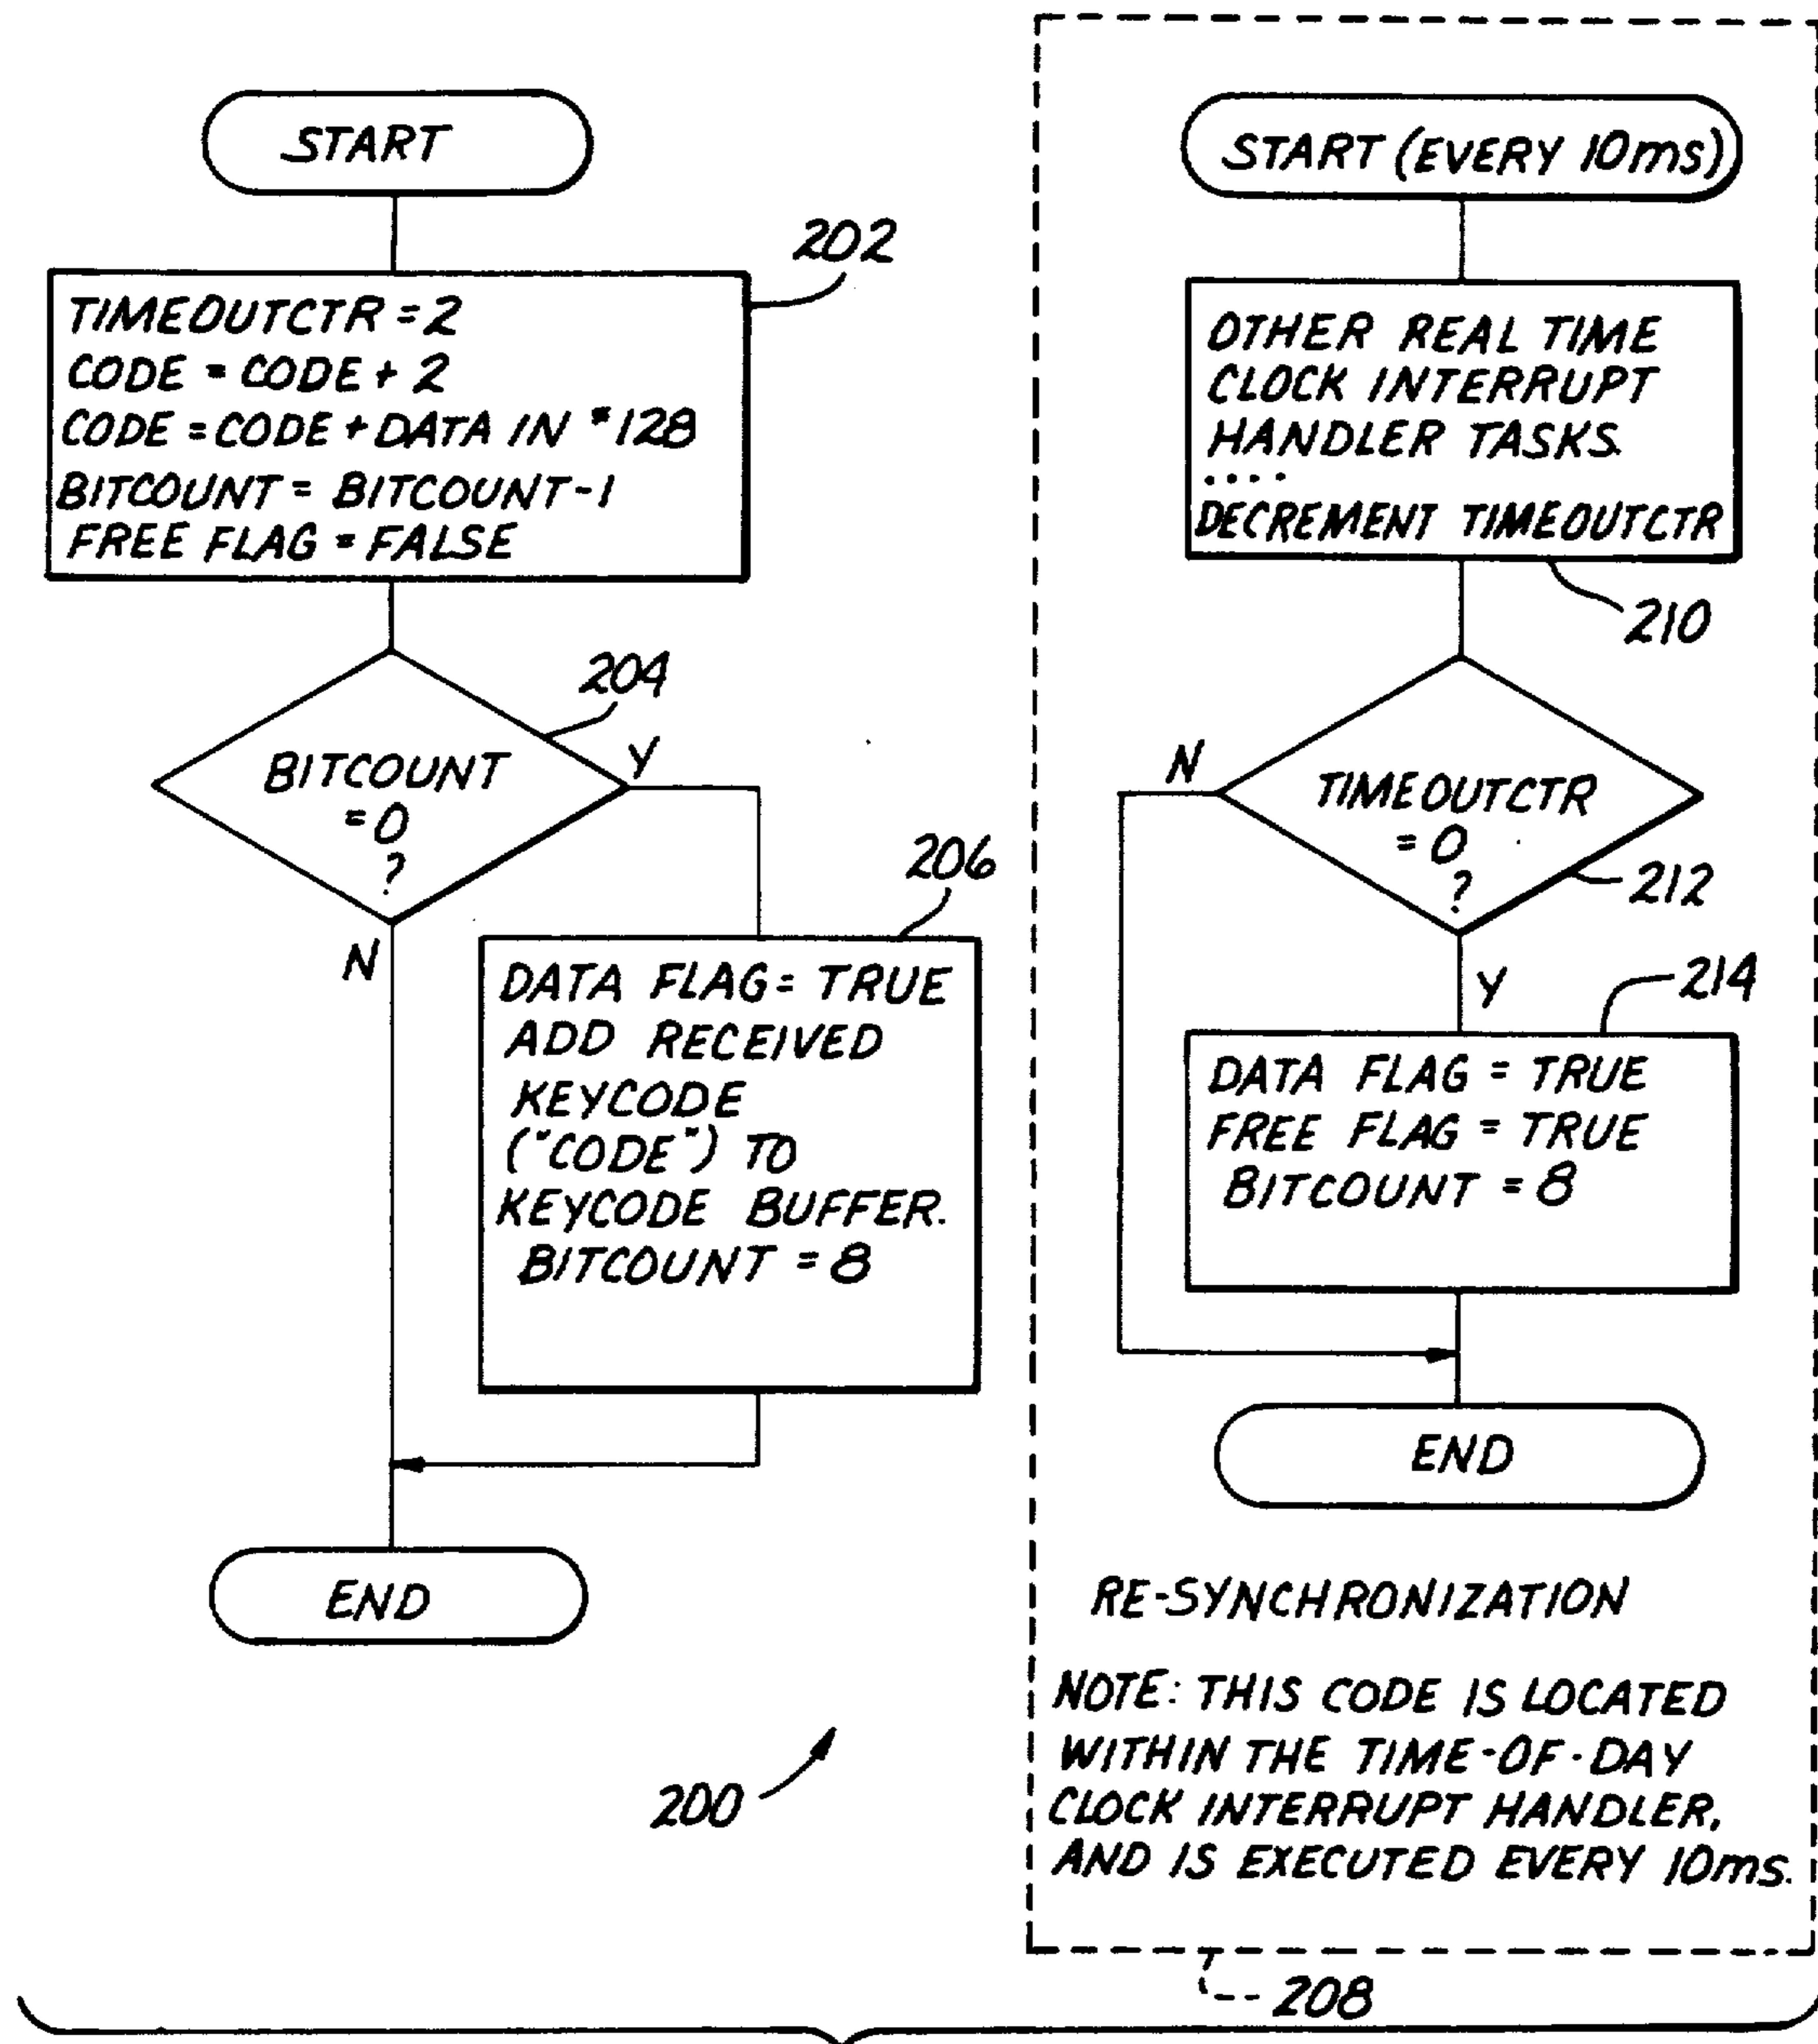 START
202
TIMEOUTCTR = 2
CODE = CODE + 2
CODE = CODE + DATA IN *128
BITCOUNT = BITCOUNT-1
FREE FLAG = FALSE
204
BITCOUNT
= 0
?
Y
N
206
DATA FLAG = TRUE
ADD RECEIVED
KEYCODE
("CODE") TO
KEYCODE BUFFER.
BITCOUNT = 8
END
200
START (EVERY 10ms)
OTHER REAL TIME
CLOCK INTERRUPT
HANDLER TASKS.
....
DECREMENT TIMEOUTCTR
210
N
TIMEOUTCTR
= 0
?
212
Y
214
DATA FLAG = TRUE
FREE FLAG = TRUE
BITCOUNT = 8
END
RE-SYNCHRONIZATION
NOTE: THIS CODE IS LOCATED
WITHIN THE TIME-OF-DAY
CLOCK INTERRUPT HANDLER,
AND IS EXECUTED EVERY 10ms.
208